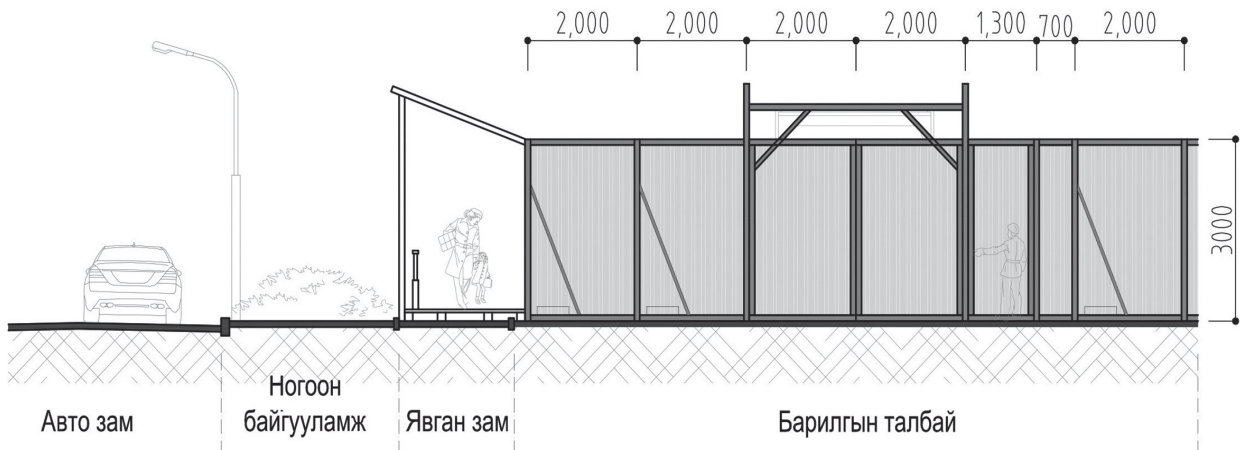 2,000
2,000
2,000
2,000
1,300
700
2,000
3000
Авто зам
Ногоон
байгууламж
Явган зам
Барилгын талбай